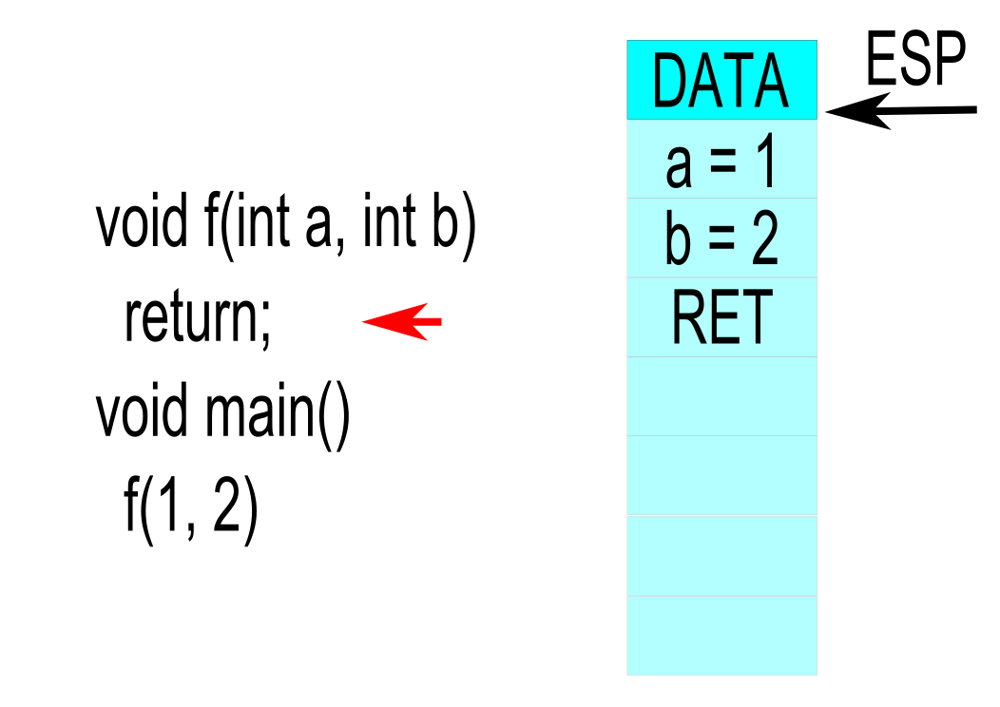 void f(int a, int b)
return;
void main()
f(1, 2)
DATA
a = 1
b = 2
RET
ESP